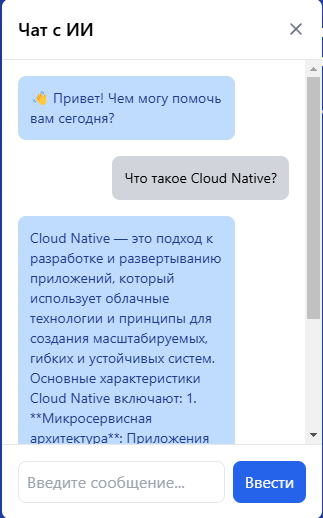 Чат с ИИ
👋 Привет! Чем могу помочь
вам сегодня?
Что такое Cloud Native?
Cloud Native — это подход к
разработке и развертыванию
приложений, который
использует облачные
технологии и принципы для
создания масштабируемых,
гибких и устойчивых систем.
Основные характеристики
Cloud Native включают: 1.
**Микросервисная
архитектура**: Приложения
Введите сообщение...
Ввести